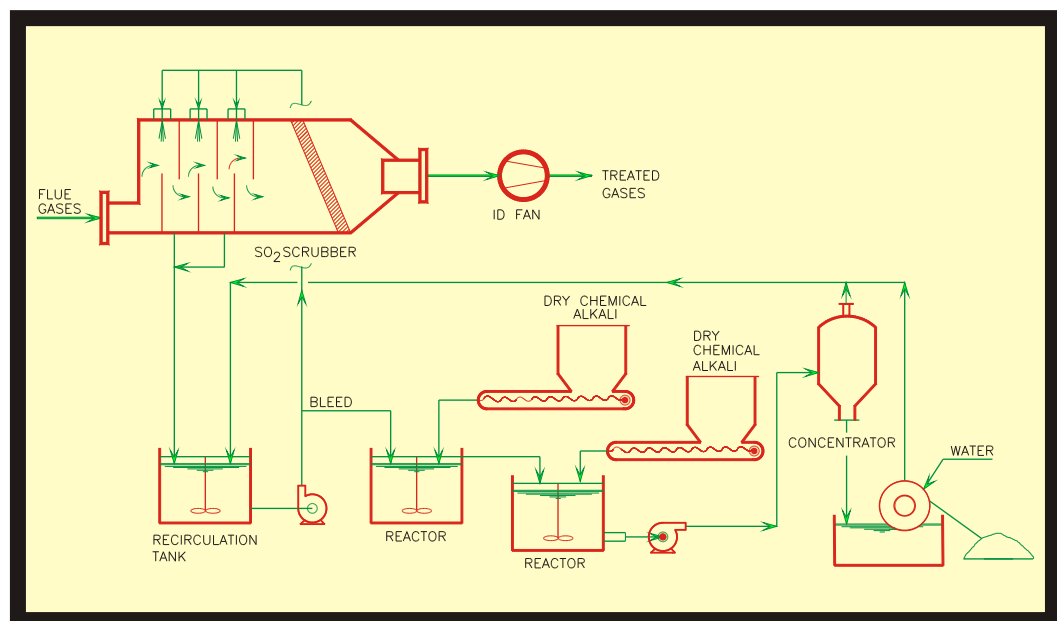 FLUE
GASES
TREATED
GASES
ID FAN
SO2 SCRUBBER
DRY CHEMICAL
ALKALI
DRY
CHEMICAL
ALKALI
BLEED
CONCENTRATOR
WATER
RECIRCULATION
TANK
REACTOR
REACTOR